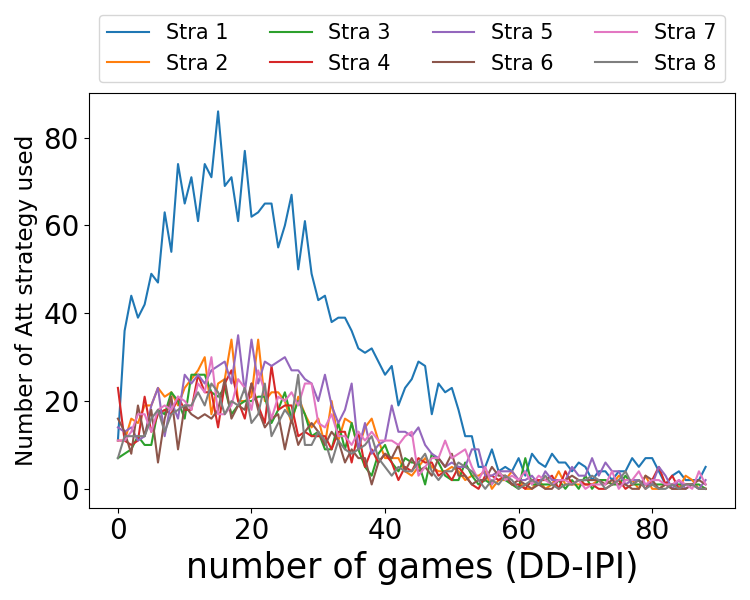 Stra 1 Stra 3 Stra 5 Stra 7
Stra 2 Stra 4 Stra 6 Stra 8
Number of Att strategy used
80
60
40
20
0
0 20 40 60 80
number of games (DD-IPI)